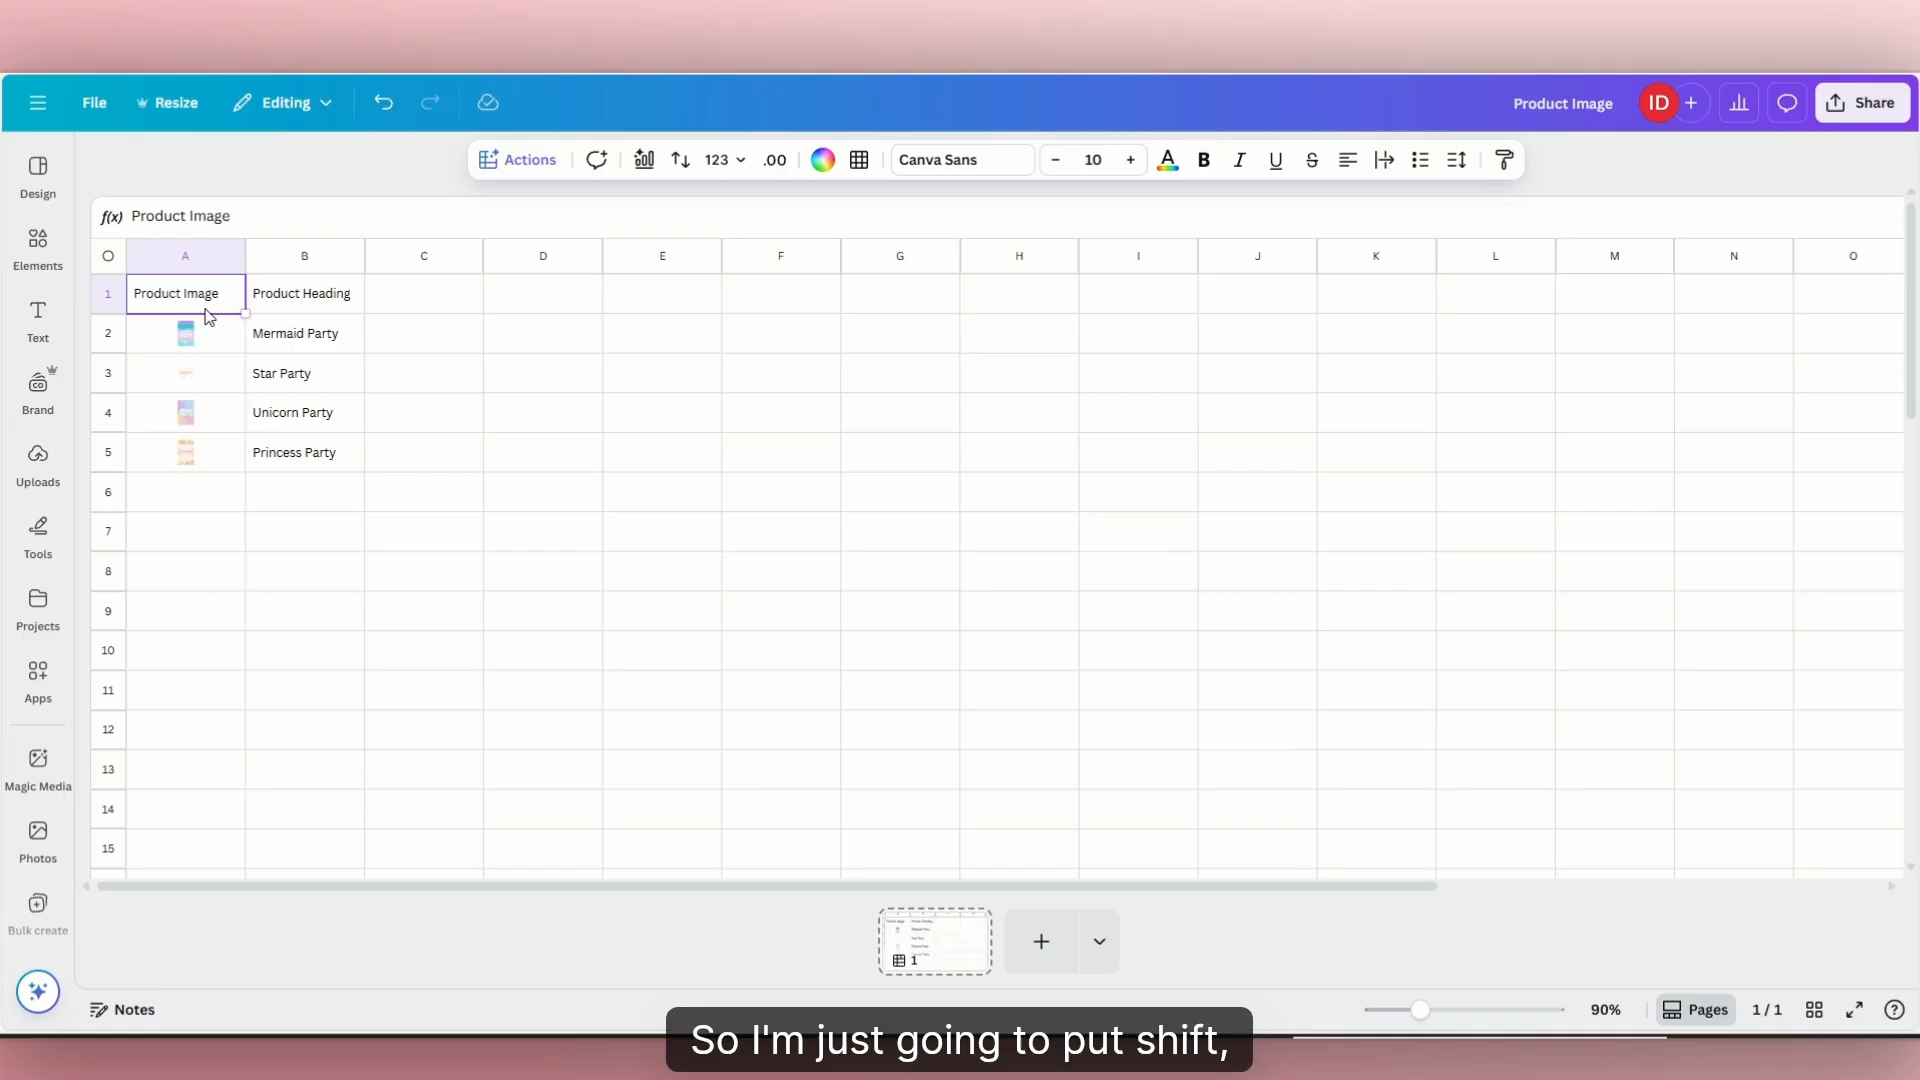 File
Resize
Editing
Product Image
ID
+
Share
Actions
123
.00
Canva Sans
− 10 +
A
B
I
U
S
Design
Elements
Text
Brand
Uploads
Tools
Projects
Apps
Magic Media
Photos
Bulk create
f(x) Product Image
A B C D E F G H I J K L M N O
1 Product Image Product Heading
2 Mermaid Party
3 Star Party
4 Unicorn Party
5 Princess Party
6
7
8
9
10
11
12
13
14
15
1
+
Notes
90%
Pages
1 / 1
?
So I'm just going to put shift,